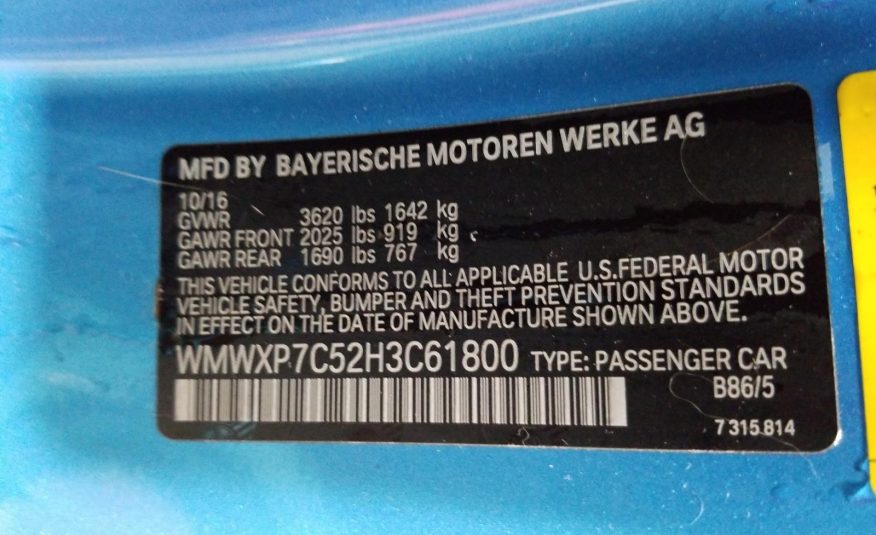 MFD BY BAYERISCHE MOTOREN WERKE AG
10/16
GVWR 3620 lbs 1642 kg
GAWR FRONT 2025 lbs 919 kg
GAWR REAR 1690 lbs 767 kg
THIS VEHICLE CONFORMS TO ALL APPLICABLE U.S.FEDERAL MOTOR
VEHICLE SAFETY, BUMPER AND THEFT PREVENTION STANDARDS
IN EFFECT ON THE DATE OF MANUFACTURE SHOWN ABOVE.
WMWXP7C52H3C61800 TYPE: PASSENGER CAR
B86/5
7 315 814